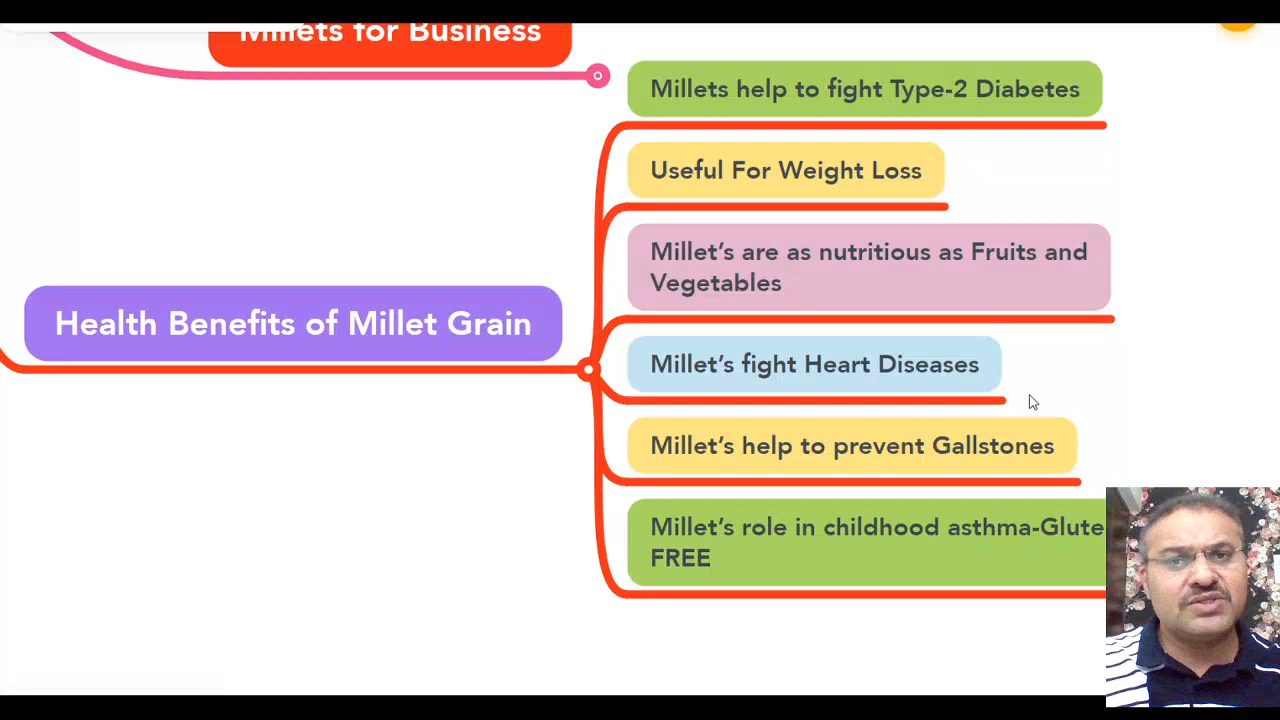 Millets for Business
Millets help to fight Type-2 Diabetes
Useful For Weight Loss
Millet's are as nutritious as Fruits and
Vegetables
Health Benefits of Millet Grain
Millet's fight Heart Diseases
Millet's help to prevent Gallstones
Millet's role in childhood asthma-Glute
FREE